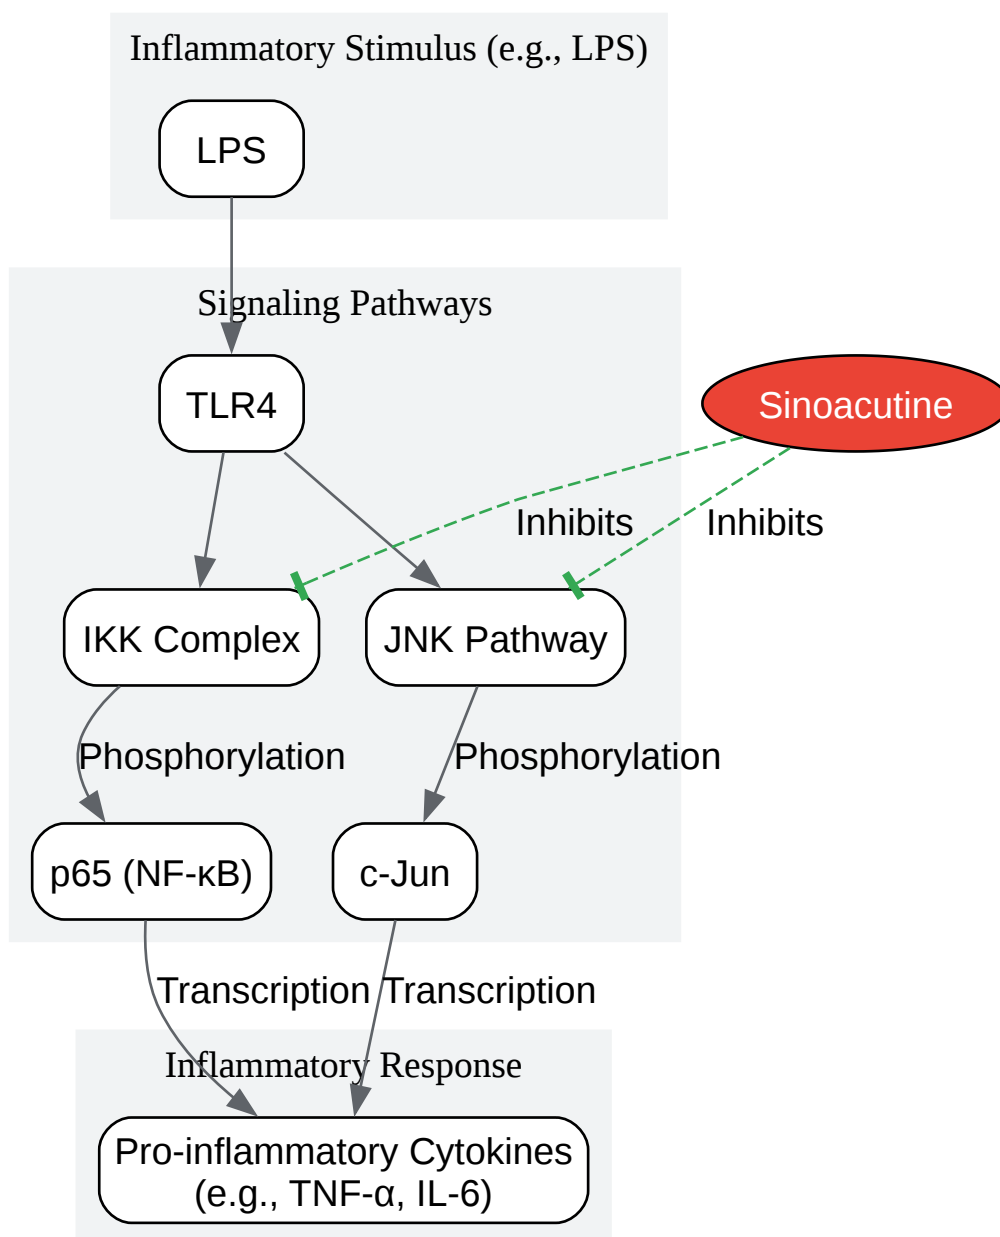 Inflammatory Stimulus (e.g., LPS)
LPS
Signaling Pathways
TLR4
Sinoacutine
Inhibits
Inhibits
IKK Complex
JNK Pathway
Phosphorylation
Phosphorylation
p65 (NF-κB)
c-Jun
Transcription
Transcription
Inflammatory Response
Pro-inflammatory Cytokines
(e.g., TNF-α, IL-6)